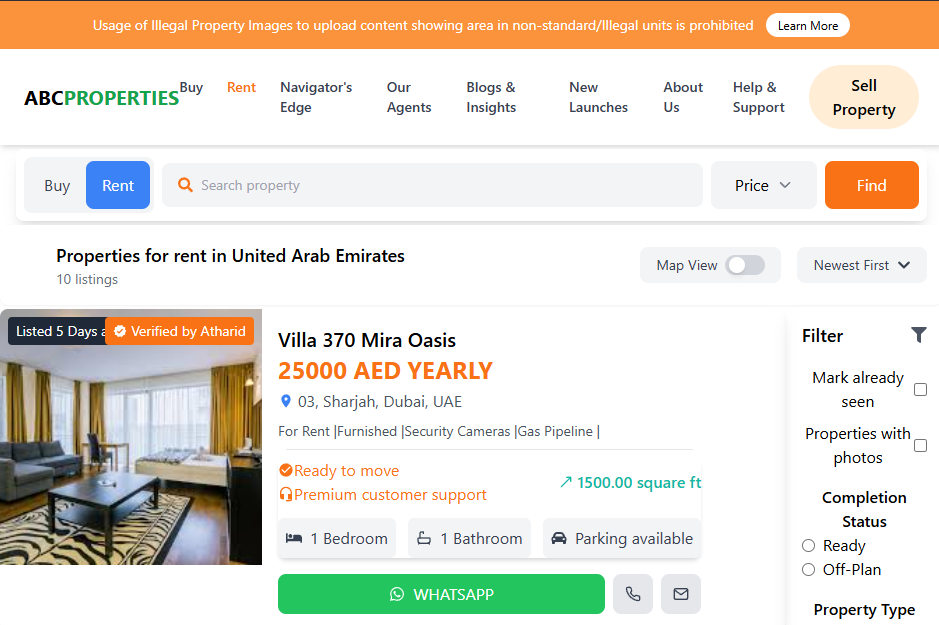 Usage of Illegal Property Images to upload content showing area in non-standard/Illegal units is prohibited
Learn More
ABCPROPERTIES
Buy
Rent
Navigator's
Edge
Our
Agents
Blogs &
Insights
New
Launches
About
Us
Help &
Support
Sell
Property
Buy
Rent
Search property
Price
Find
Properties for rent in United Arab Emirates
10 listings
Map View
Newest First
Listed 5 Days a
Verified by Atharid
Villa 370 Mira Oasis
25000 AED YEARLY
03, Sharjah, Dubai, UAE
For Rent |Furnished |Security Cameras |Gas Pipeline |
Ready to move
Premium customer support
1500.00 square ft
1 Bedroom
1 Bathroom
Parking available
WHATSAPP
Filter
Mark already
seen
Properties with
photos
Completion
Status
Ready
Off-Plan
Property Type